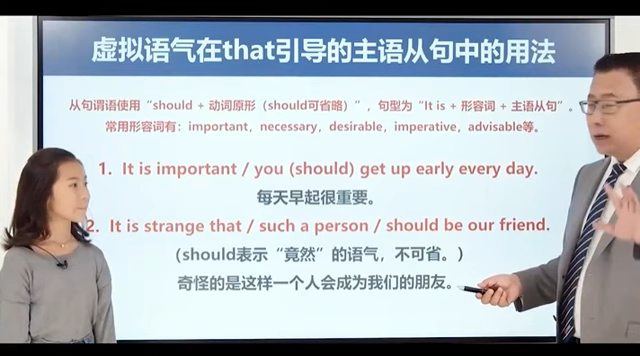 虚拟语气在that引导的主语从句中的用法
从句谓语使用“should + 动词原形（should可省略）”，句型为“It is + 形容词 + 主语从句”。
常用形容词有：important，necessary，desirable，imperative，advisable等。
1. It is important / you (should) get up early every day.
每天早起很重要。
2. It is strange that / such a person / should be our friend.
（should表示“竟然”的语气，不可省。）
奇怪的是这样一个人会成为我们的朋友。